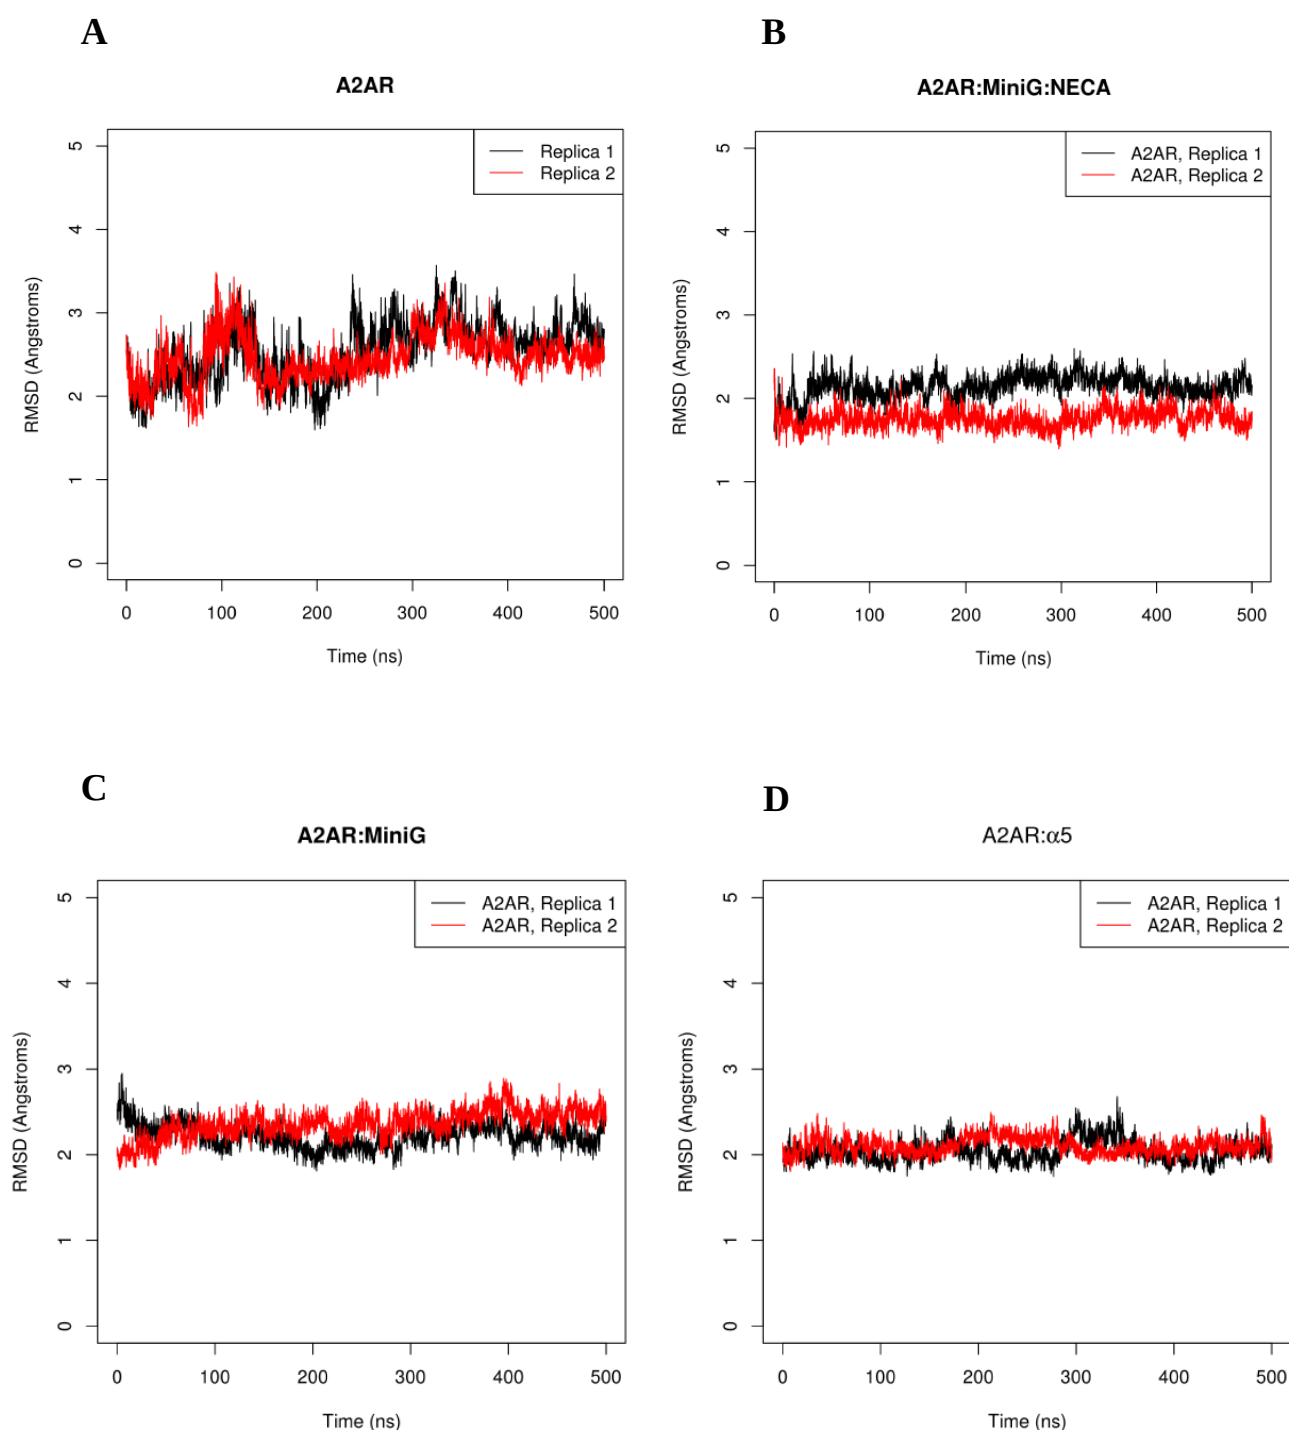 A
A2AR
Replica 1
Replica 2
RMSD (Angstroms)
5
4
3
2
1
0
0 100 200 300 400 500
Time (ns)
B
A2AR:MiniG:NECA
A2AR, Replica 1
A2AR, Replica 2
RMSD (Angstroms)
5
4
3
2
1
0
0 100 200 300 400 500
Time (ns)
C
A2AR:MiniG
A2AR, Replica 1
A2AR, Replica 2
RMSD (Angstroms)
5
4
3
2
1
0
0 100 200 300 400 500
Time (ns)
D
A2AR:α5
A2AR, Replica 1
A2AR, Replica 2
RMSD (Angstroms)
5
4
3
2
1
0
0 100 200 300 400 500
Time (ns)